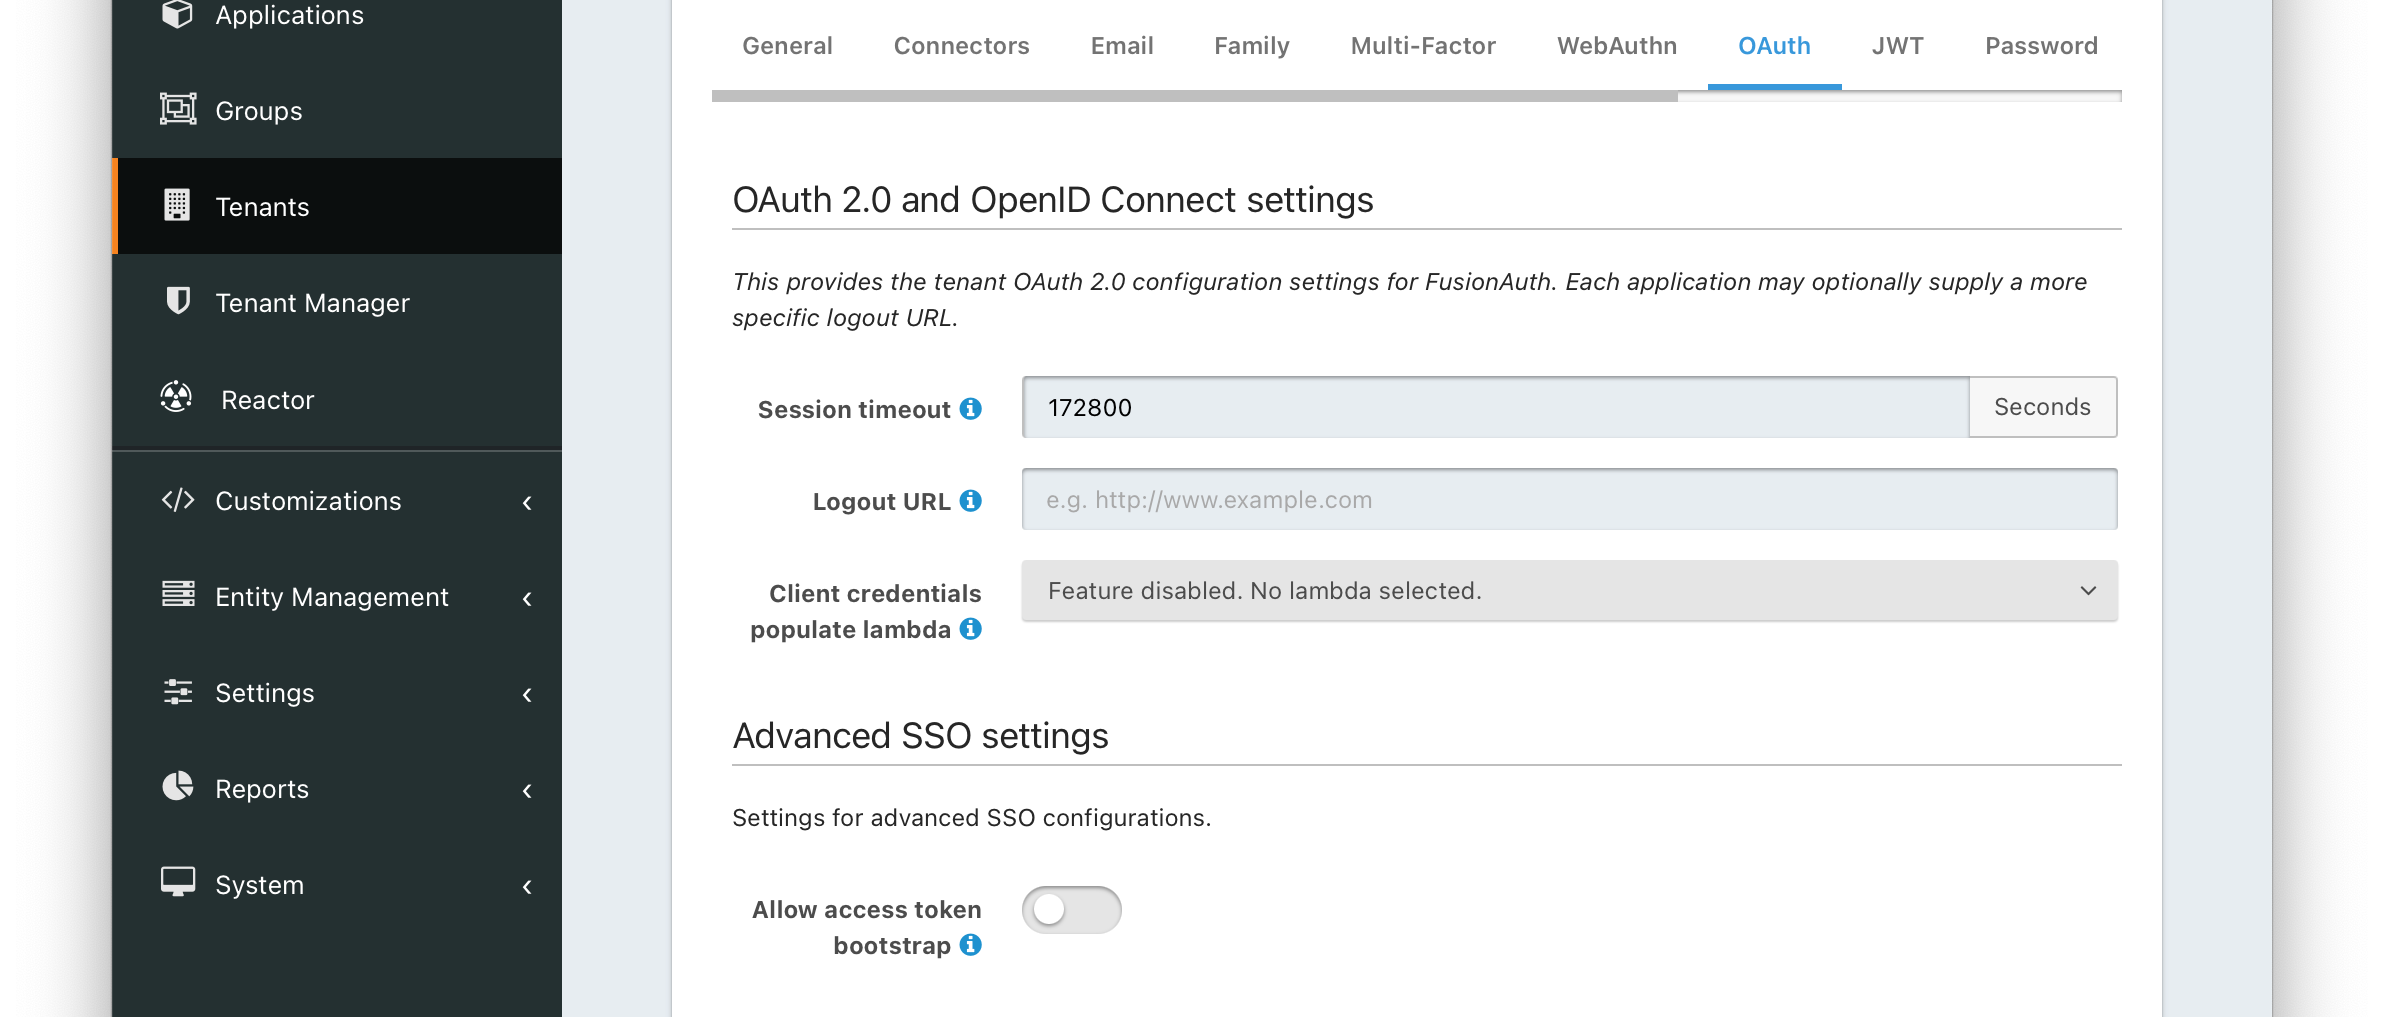 Applications
Groups
Tenants
Tenant Manager
Reactor
Customizations
Entity Management
Settings
Reports
System
General Connectors Email Family Multi-Factor WebAuthn OAuth JWT Password
OAuth 2.0 and OpenID Connect settings
This provides the tenant OAuth 2.0 configuration settings for FusionAuth. Each application may optionally supply a more
specific logout URL.
Session timeout 172800 Seconds
Logout URL e.g. http://www.example.com
Client credentials
populate lambda
Feature disabled. No lambda selected.
Advanced SSO settings
Settings for advanced SSO configurations.
Allow access token
bootstrap